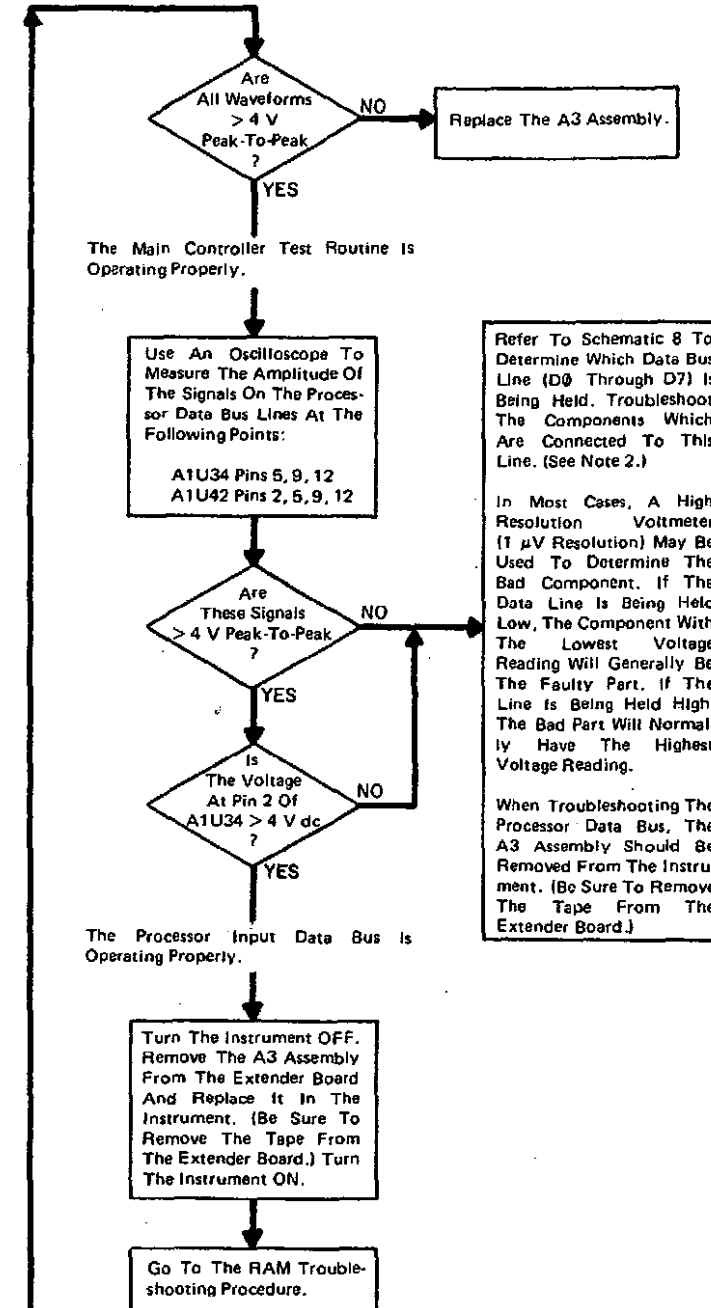 Are
All Waveforms
> 4 V
Peak-To-Peak
?
NO
Replace The A3 Assembly.
YES
The Main Controller Test Routine Is
Operating Properly.
Use An Oscilloscope To
Measure The Amplitude Of
The Signals On The Proces-
sor Data Bus Lines At The
Following Points:
A1U34 Pins 5, 9, 12
A1U42 Pins 2, 5, 9, 12
Are
These Signals
> 4 V Peak-To-Peak
?
NO
YES
Is
The Voltage
At Pin 2 Of
A1U34 > 4 V dc
?
NO
YES
Refer To Schematic 8 To
Determine Which Data Bus
Line (D0 Through D7) Is
Being Held. Troubleshoot
The Components Which
Are Connected To This
Line. (See Note 2.)
In Most Cases, A High
Resolution Voltmeter
(1 μV Resolution) May Be
Used To Determine The
Bad Component. If The
Data Line Is Being Held
Low, The Component With
The Lowest Voltage
Reading Will Generally Be
The Faulty Part. If The
Line Is Being Held High
The Bad Part Will Normal
ly Have The Highest
Voltage Reading.
When Troubleshooting The
Processor Data Bus, The
A3 Assembly Should Be
Removed From The Instru
ment. (Be Sure To Remove
The Tape From The
Extender Board.)
The Processor Input Data Bus Is
Operating Properly.
Turn The Instrument OFF.
Remove The A3 Assembly
From The Extender Board
And Replace It In The
Instrument. (Be Sure To
Remove The Tape From
The Extender Board.) Turn
The Instrument ON.
Go To The RAM Trouble-
shooting Procedure.